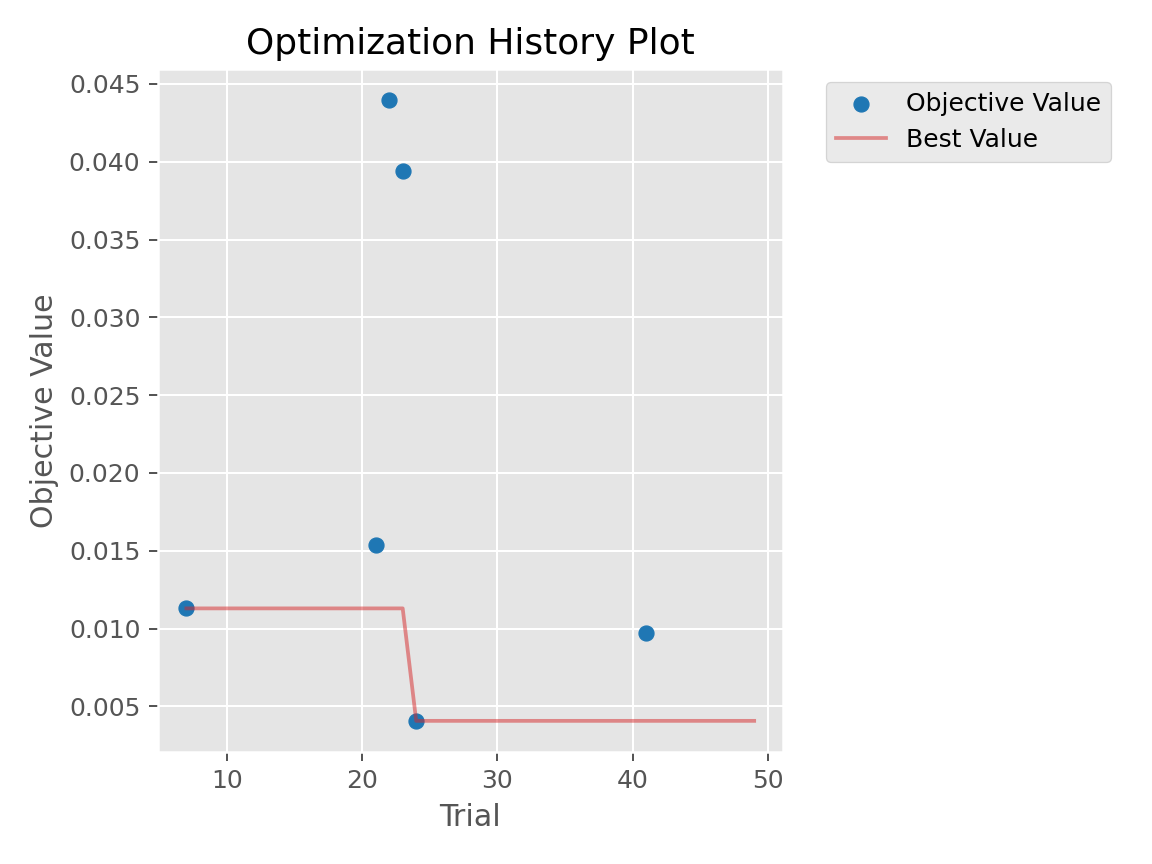 Optimization History Plot
Objective Value
Best Value
Objective Value
0.045
0.040
0.035
0.030
0.025
0.020
0.015
0.010
0.005
10 20 30 40 50
Trial